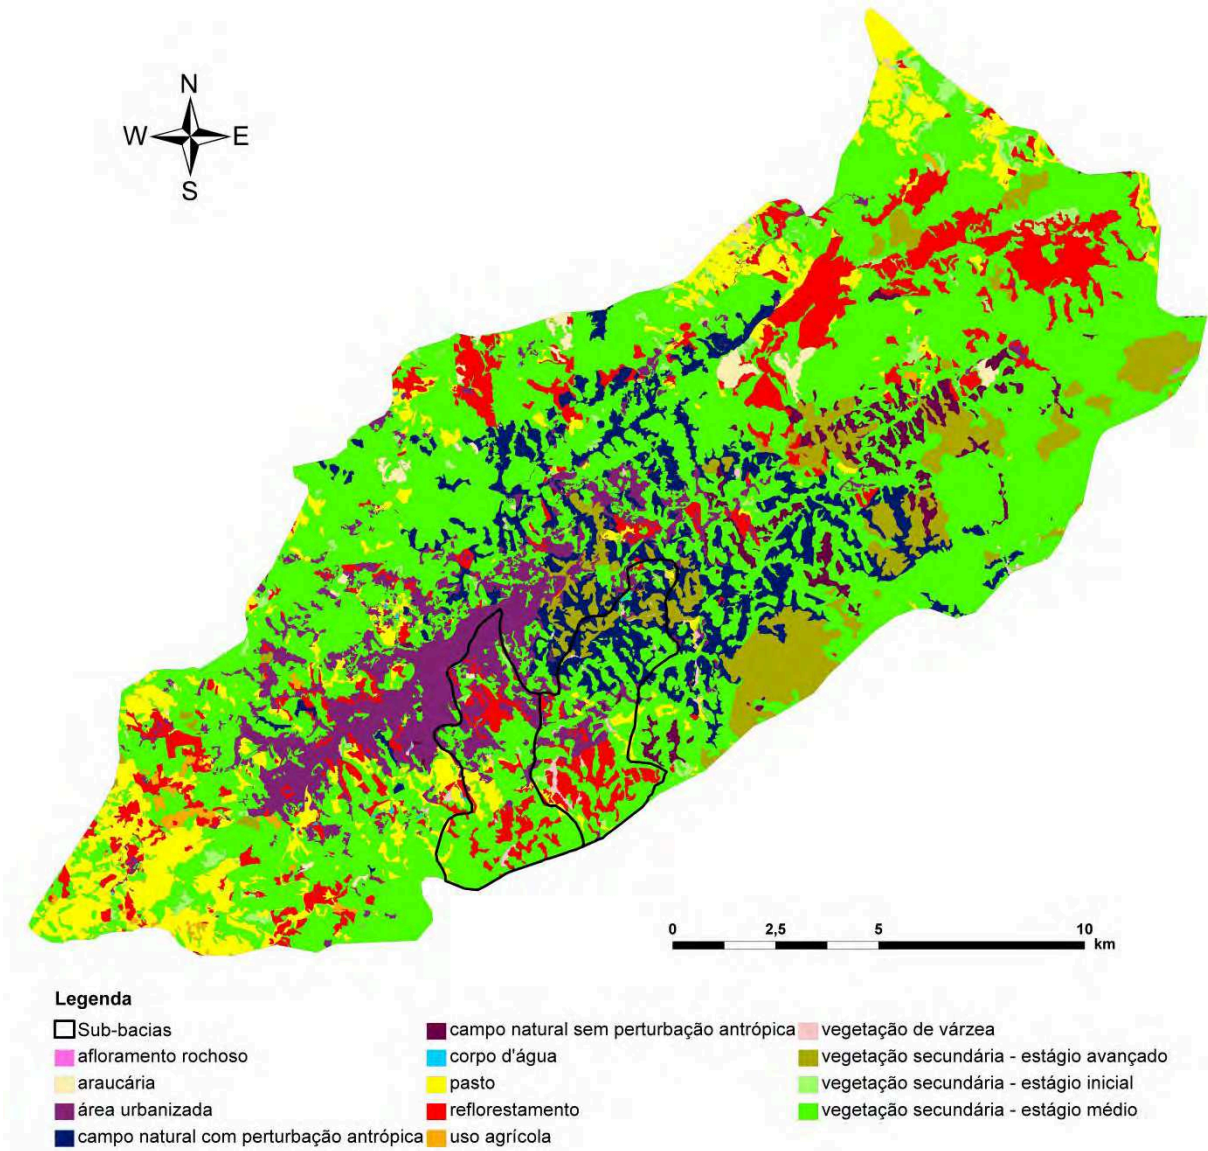 N
W E
S
0 2,5 5 10
km
Legenda
Sub-bacias
afloramento rochoso
araucária
área urbanizada
campo natural com perturbação antrópica
campo natural sem perturbação antrópica
corpo d'água
pasto
reflorestamento
uso agrícola
vegetação de várzea
vegetação secundária - estágio avançado
vegetação secundária - estágio inicial
vegetação secundária - estágio médio